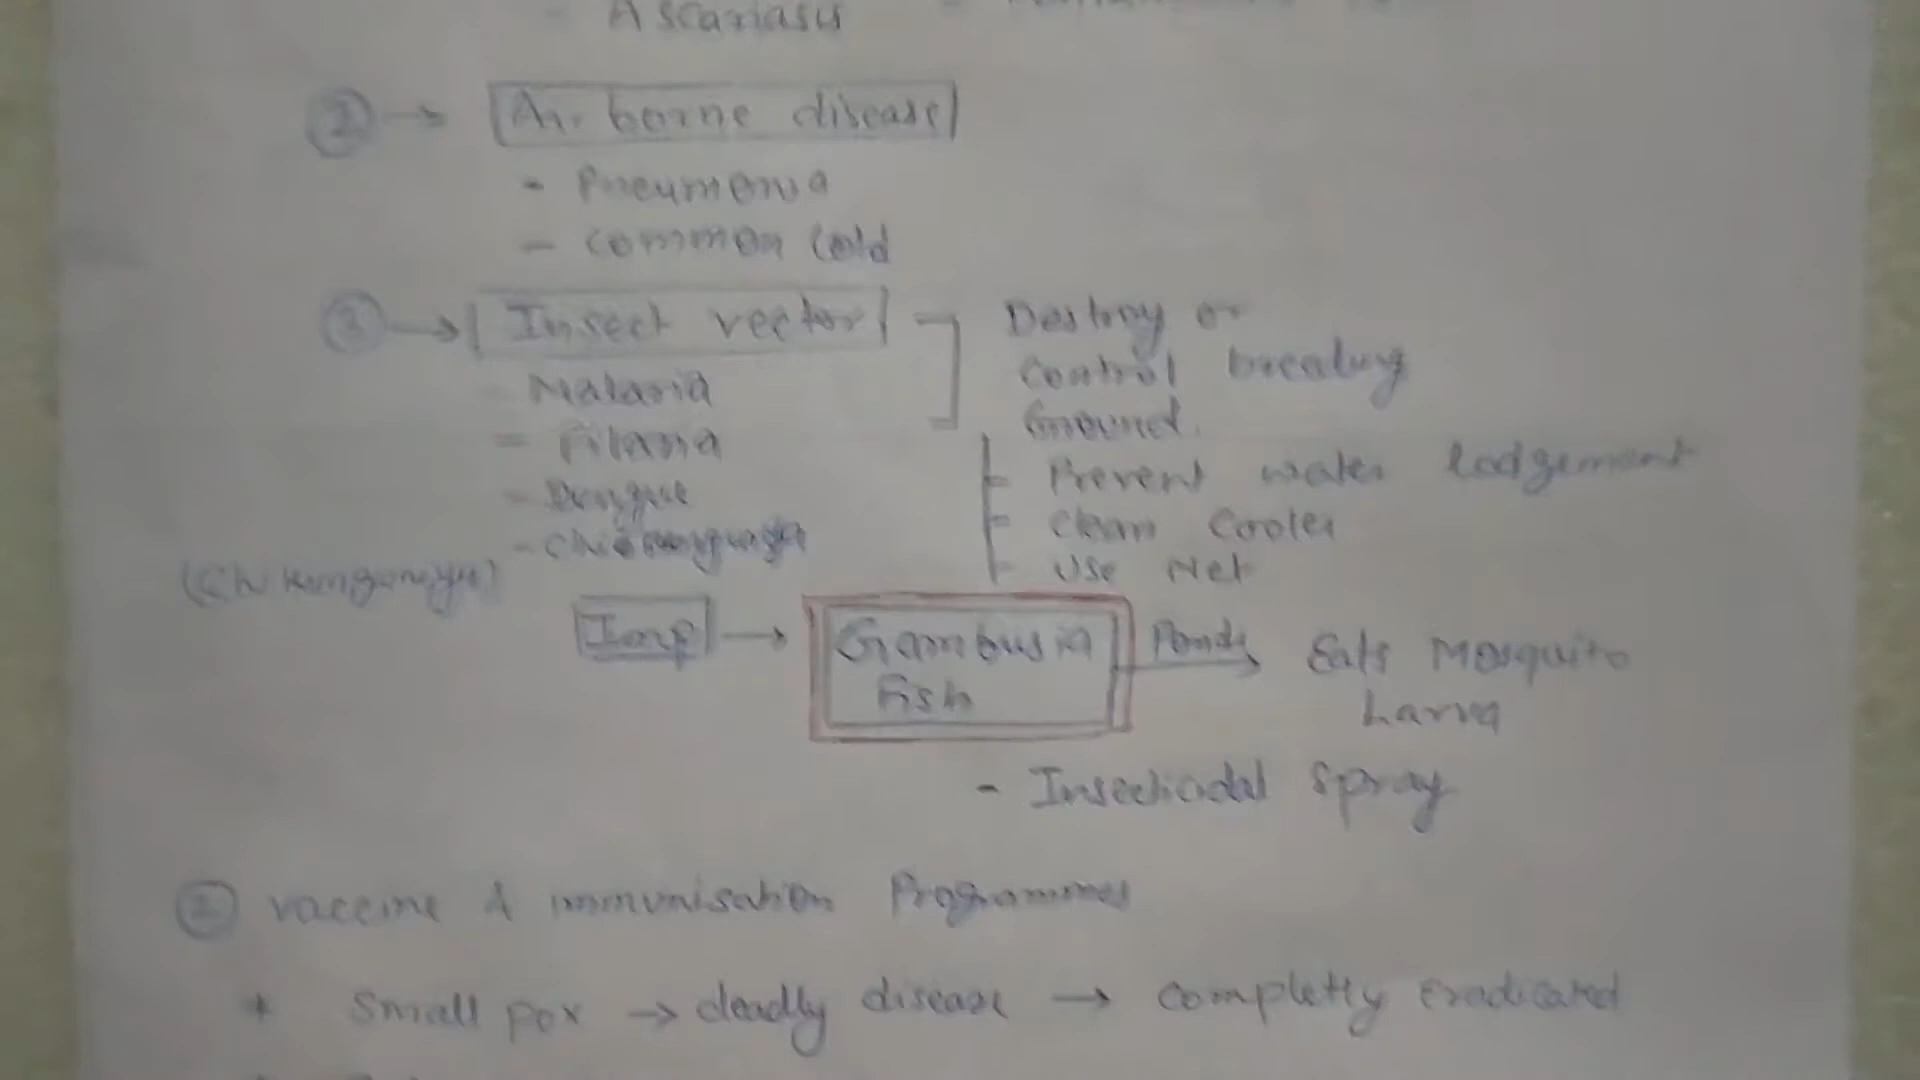 - Ascariasis
② → Air borne disease
- Pneumonia
- Common Cold
③ → Insect vector
Destroy or
Control breeding
Ground.
- Malaria
- Filaria
- Dengue
- Prevent water lodgement
- Clean Cooler
- Use Net
(Chikungunya)
Imp → Gambusia Fish
Ponds → Eats Mosquito
Larva
- Insecticidal Spray
② vaccine & immunisation Programmes
* Small pox → deadly disease → Completly eradicated